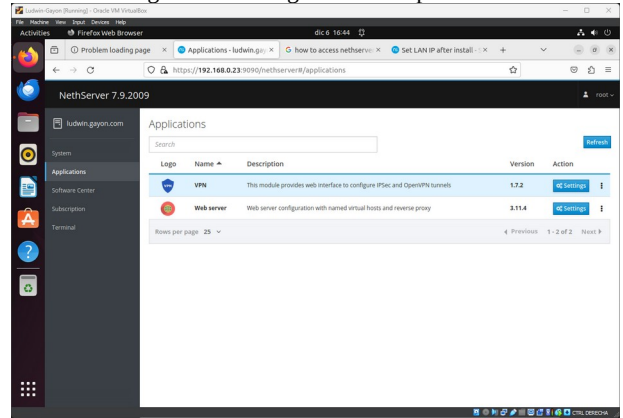 Ludwin-Gayon [Running] - Oracle VM VirtualBox
File Machine View Input Devices Help
Activities Firefox Web Browser dic 6 16:44
Problem loading page × Applications - ludwin.gay × how to access nethserver × Set LAN IP after install - ×
https://192.168.0.23:9090/nethserver#/applications
NethServer 7.9.2009 root
ludwin.gayon.com
Applications
Search
Refresh
System
Applications
Software Center
Subscription
Terminal
Logo Name Description Version Action
VPN This module provides web interface to configure IPSec and OpenVPN tunnels 1.7.2 Settings
Web server Web server configuration with named virtual hosts and reverse proxy 3.11.4 Settings
Rows per page 25 Previous 1 - 2 of 2 Next
CTRL DERECHA